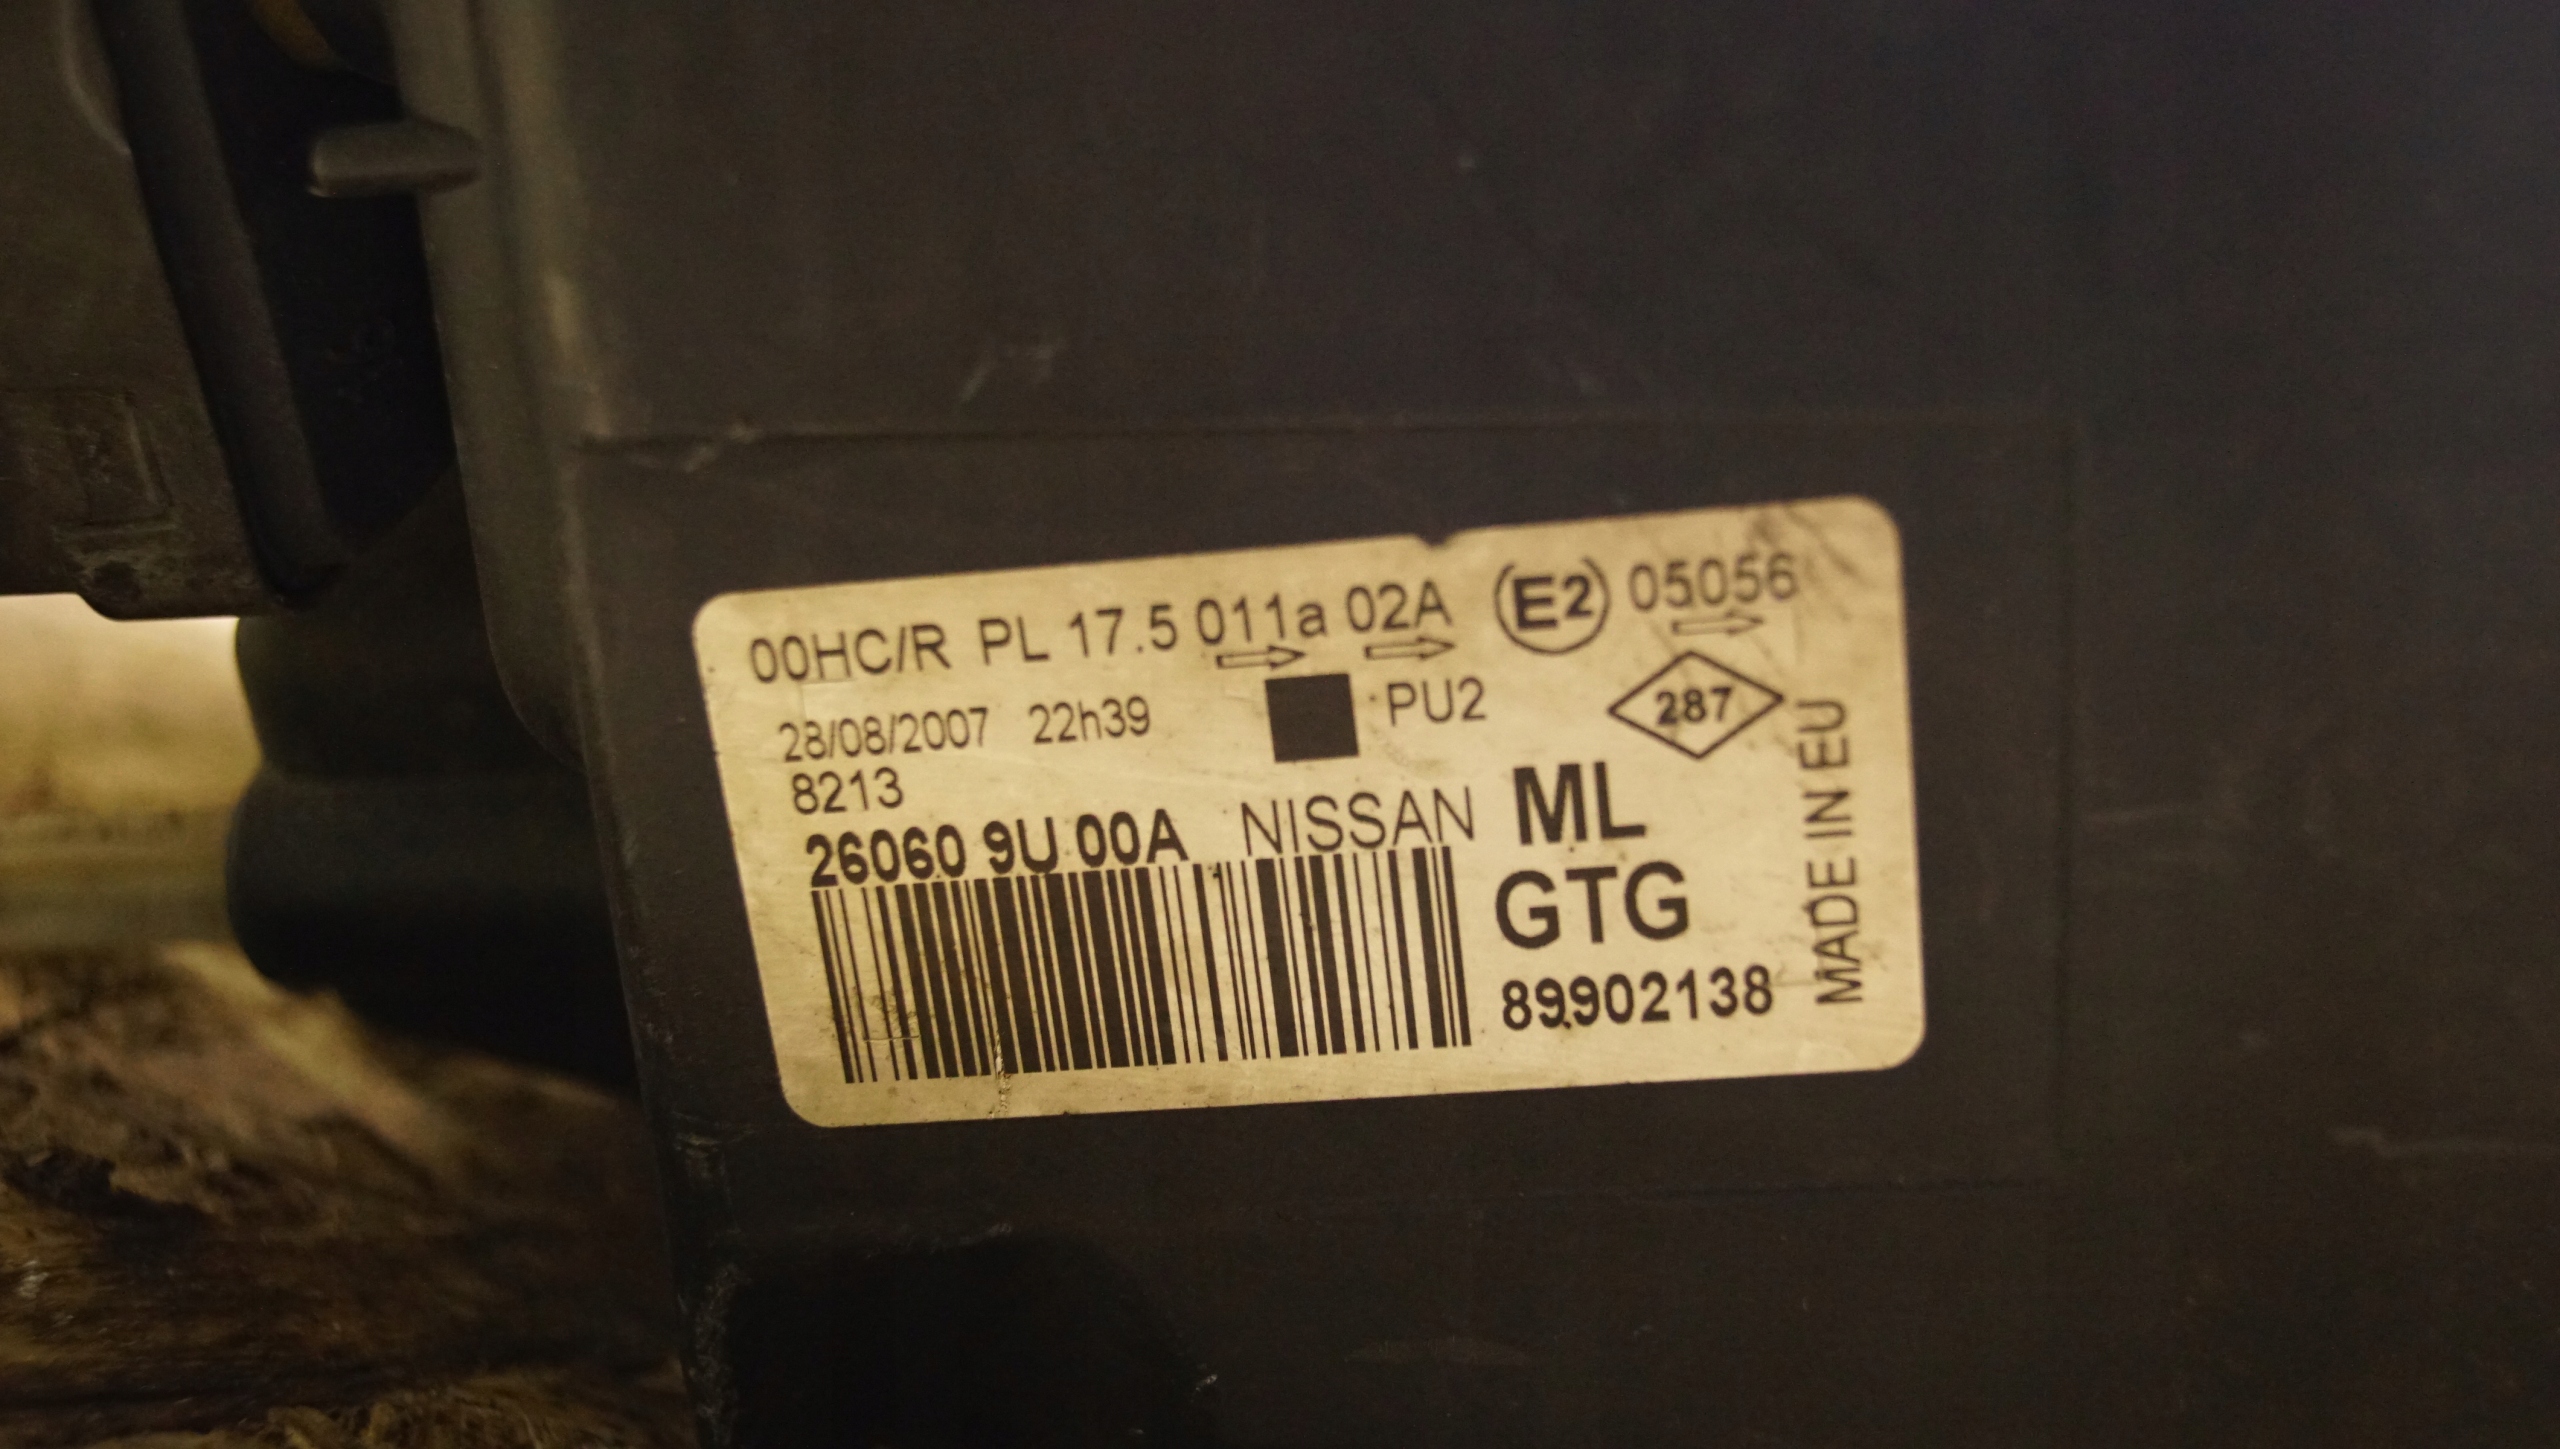 00HC/R PL 17.5 011a 02A E2 05056
28/08/2007 22h39 PU2 287
8213
26060 9U 00A NISSAN ML
GTG
89902138
MADE IN EU